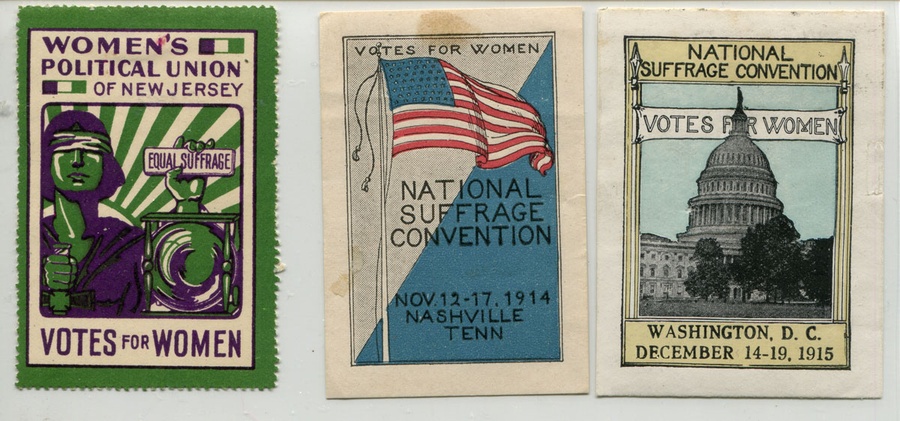 WOMEN'S
POLITICAL UNION
OF NEW JERSEY
EQUAL SUFFRAGE
VOTES FOR WOMEN
VOTES FOR WOMEN
NATIONAL
SUFFRAGE
CONVENTION
NOV. 12-17, 1914
NASHVILLE
TENN
NATIONAL
SUFFRAGE CONVENTION
VOTES FOR WOMEN
WASHINGTON, D. C.
DECEMBER 14-19, 1915